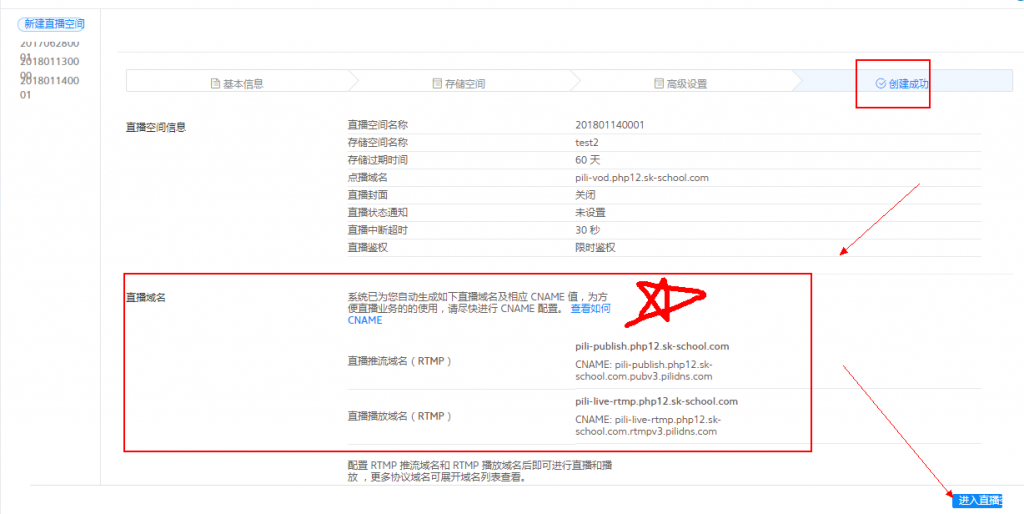 新建直播空间
2017062800
01
2018011300
00
2018011400
01
基本信息
存储空间
高级设置
创建成功
直播空间信息
直播空间名称 201801140001
存储空间名称 test2
存储过期时间 60 天
点播域名 pili-vod.php12.sk-school.com
直播封面 关闭
直播状态通知 未设置
直播中断超时 30 秒
直播鉴权 限时鉴权
直播域名
系统已为您自动生成如下直播域名及相应 CNAME 值，为方
便直播业务的的使用，请尽快进行 CNAME 配置。 查看如何
CNAME
直播推流域名（RTMP）
pili-publish.php12.sk-school.com
CNAME: pili-publish.php12.sk-
school.com.pubv3.pilidns.com
直播播放域名（RTMP）
pili-live-rtmp.php12.sk-school.com
CNAME: pili-live-rtmp.php12.sk-
school.com.rtmpv3.pilidns.com
配置 RTMP 推流域名和 RTMP 播放域名后即可进行直播和播
放 ，更多协议域名可展开域名列表查看。
进入直播